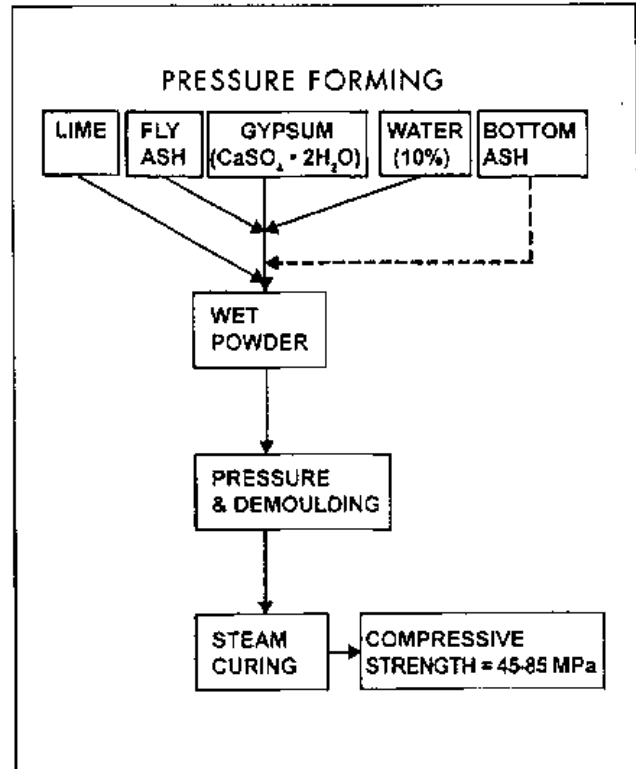 PRESSURE FORMING
LIME
FLY
ASH
GYPSUM
(CaSO₄ · 2H₂O)
WATER
(10%)
BOTTOM
ASH
WET
POWDER
PRESSURE
& DEMOULDING
STEAM
CURING
COMPRESSIVE
STRENGTH = 45-85 MPa